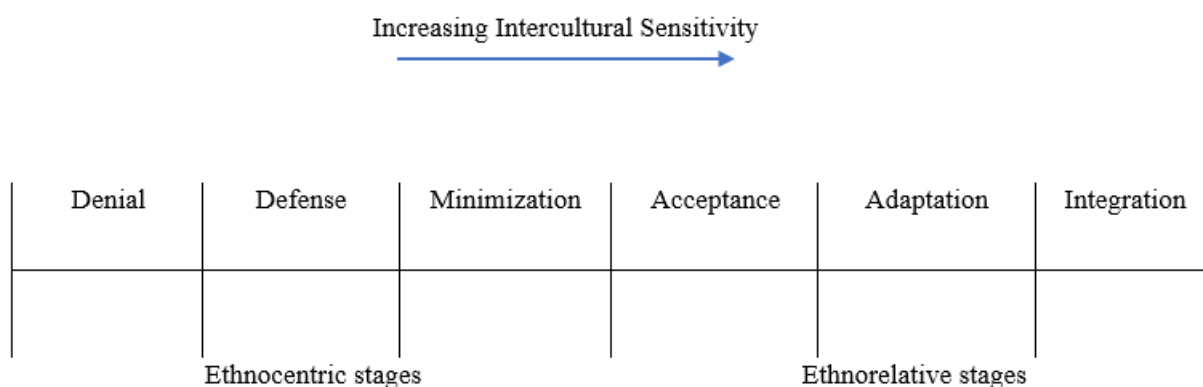 Increasing Intercultural Sensitivity
Denial Defense Minimization Acceptance Adaptation Integration
Ethnocentric stages Ethnorelative stages